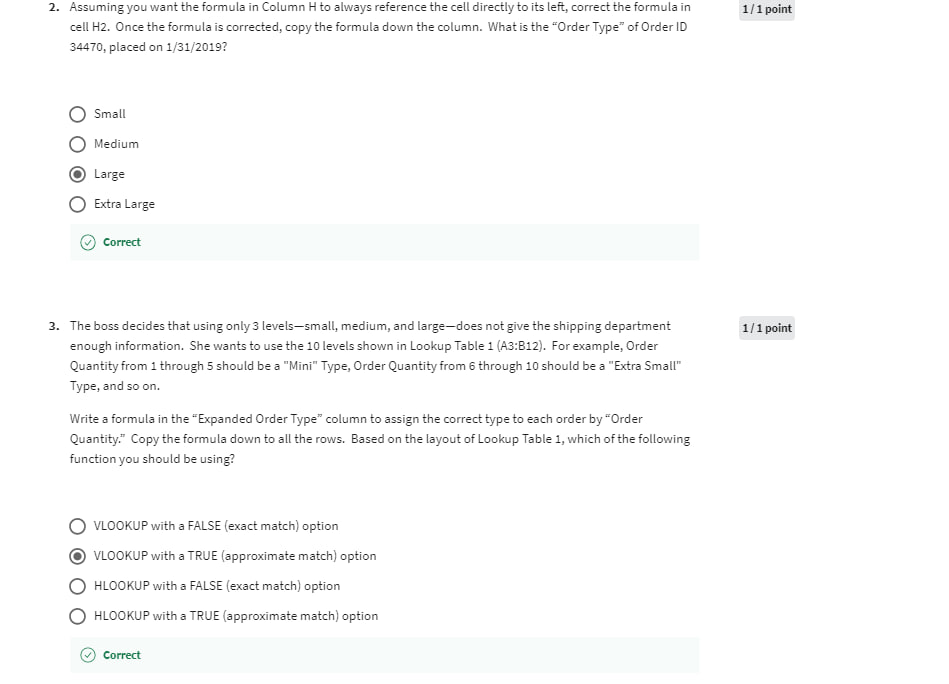 2. Assuming you want the formula in Column H to always reference the cell directly to its left, correct the formula in
1 / 1 point
cell H2. Once the formula is corrected, copy the formula down the column. What is the “Order Type” of Order ID
34470, placed on 1/31/2019?
Small
Medium
Large
Extra Large
Correct
3. The boss decides that using only 3 levels—small, medium, and large—does not give the shipping department
1 / 1 point
enough information. She wants to use the 10 levels shown in Lookup Table 1 (A3:B12). For example, Order
Quantity from 1 through 5 should be a "Mini" Type, Order Quantity from 6 through 10 should be a "Extra Small"
Type, and so on.
Write a formula in the “Expanded Order Type” column to assign the correct type to each order by “Order
Quantity.” Copy the formula down to all the rows. Based on the layout of Lookup Table 1, which of the following
function you should be using?
VLOOKUP with a FALSE (exact match) option
VLOOKUP with a TRUE (approximate match) option
HLOOKUP with a FALSE (exact match) option
HLOOKUP with a TRUE (approximate match) option
Correct